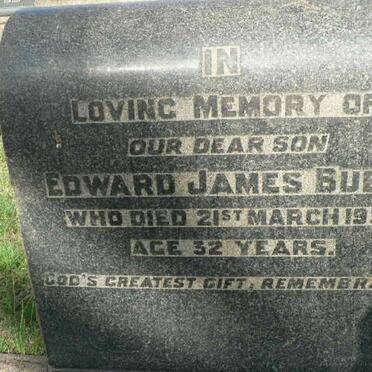 IN
LOVING MEMORY OF
OUR DEAR SON
EDWARD JAMES
WHO DIED 21ST MARCH
AGE 32 YEARS.
GOD'S GREATEST GIFT, REMEMBRA